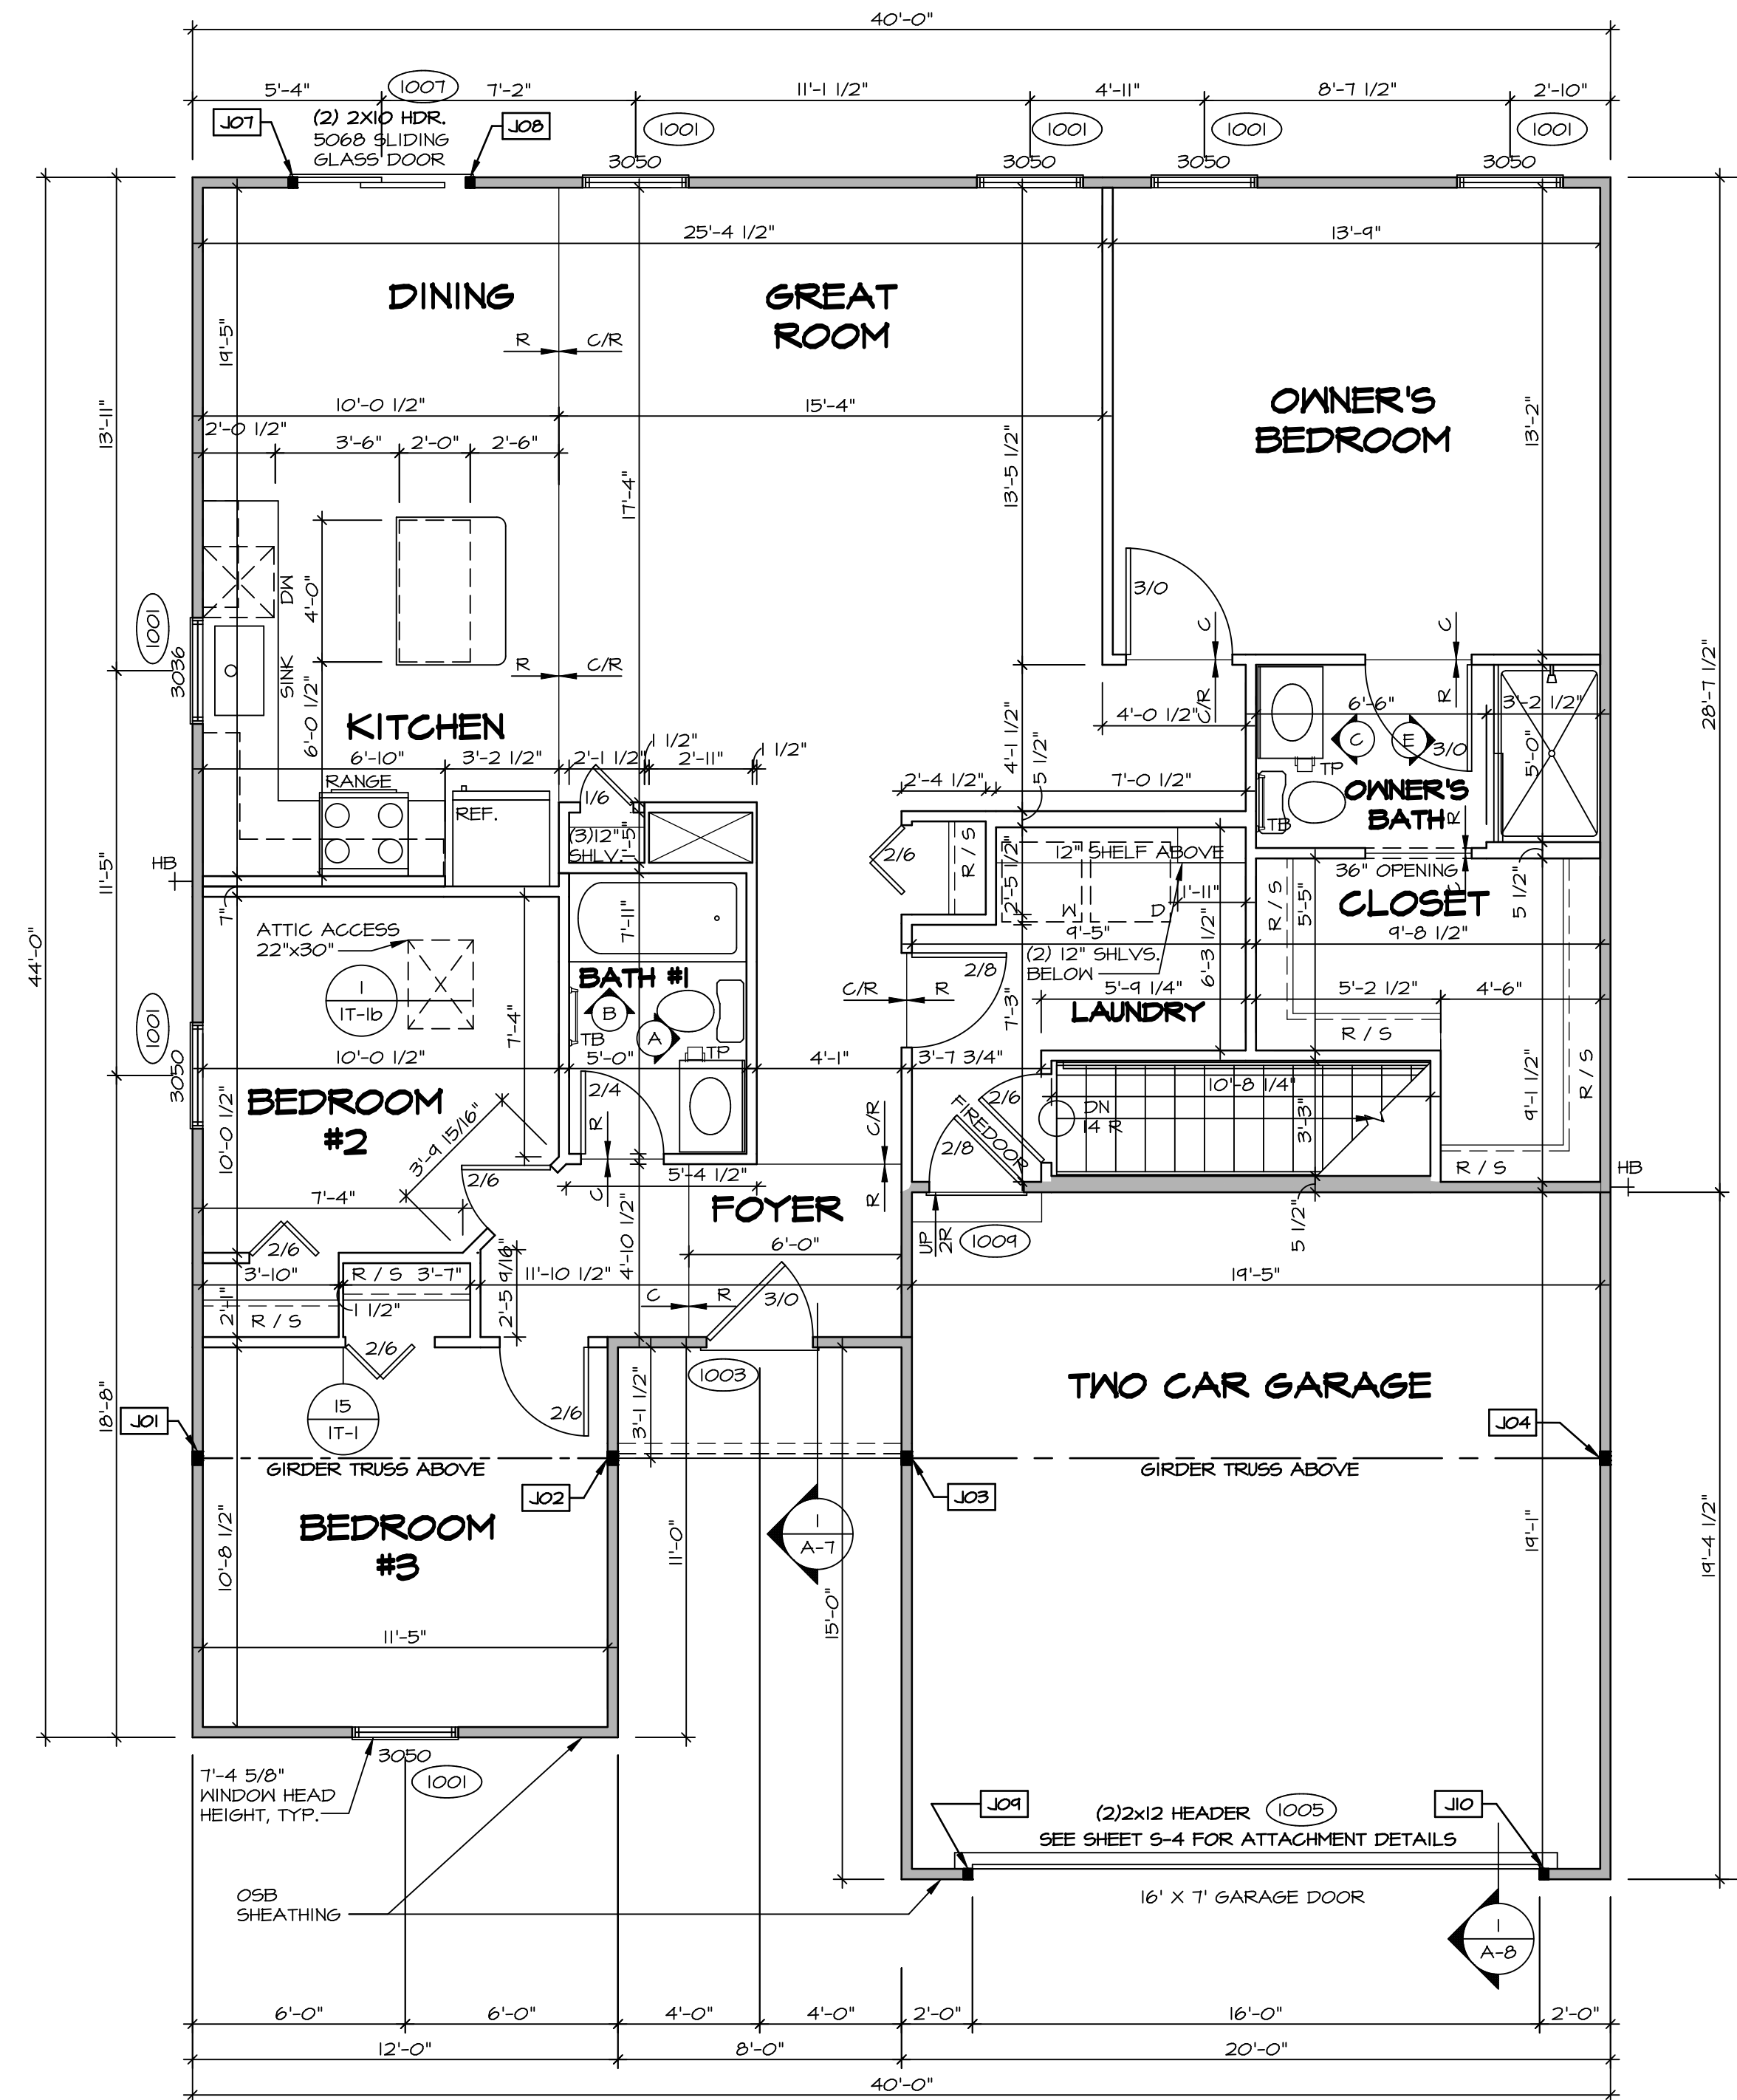 40'-0"
5'-4"
1007
7'-2"
11'-1 1/2"
4'-11"
8'-7 1/2"
2'-10"
J07
(2) 2X10 HDR.
5068 SLIDING
GLASS DOOR
J08
1001
1001
1001
1001
3050
3050
3050
3050
25'-4 1/2"
13'-9"
DINING
GREAT
ROOM
19'-5"
R
C/R
OWNER'S
BEDROOM
13'-11"
10'-0 1/2"
15'-4"
13'-2"
2'-0 1/2"
3'-6"
2'-0"
2'-6"
17'-4"
13'-5 1/2"
DW
4'-0"
3/0
1001
3036
SINK
R
C/R
C
C
C/R
R
28'-7 1/2"
6'-0 1/2"
KITCHEN
4'-0 1/2"
6'-6"
3'-2 1/2"
C
E
3/0
5'-0"
6'-10"
3'-2 1/2"
2'-1 1/2"
1 1/2"
2'-11"
1 1/2"
4'-1 1/2"
5 1/2"
2'-4 1/2"
7'-0 1/2"
TP
OWNER'S
BATH
TB
R
RANGE
REF.
1/6
(3)12"
SHLV.
2/6
R / S
2'-5 1/2"
12" SHELF ABOVE
36" OPENING
C
HB
11'-5"
7"
44'-0"
ATTIC ACCESS
22"x30"
1
1T-1b
7'-11"
W
D
1'-11"
R / S
5'-5"
CLOSET
5 1/2"
9'-5"
9'-8 1/2"
(2) 12" SHLVS.
BELOW
6'-3 1/2"
2/8
BATH #1
C/R
R
7'-3"
5'-9 1/4"
LAUNDRY
5'-2 1/2"
4'-6"
R / S
1001
3050
7'-4"
B
A
TB
TP
10'-0 1/2"
5'-0"
4'-1"
3'-7 3/4"
BEDROOM
#2
10'-0 1/2"
3'-9 15/16"
2/4
R
C/R
2/6
FIREDOOR
2/8
10'-8 1/4"
DN
14 R
3'-3"
9'-1 1/2"
R / S
R / S
HB
2/6
7'-4"
C
5'-4 1/2"
FOYER
R
4'-10 1/2"
6'-0"
UP
2R
1009
5 1/2"
2/6
3'-10"
R / S
3'-7"
2'-5 9/16"
11'-10 1/2"
19'-5"
2'-1"
R / S
1 1/2"
C
R
3/0
2/6
1003
18'-8"
J01
15
1T-1
2/6
3'-1 1/2"
TWO CAR GARAGE
J04
GIRDER TRUSS ABOVE
GIRDER TRUSS ABOVE
J02
J03
BEDROOM
#3
10'-8 1/2"
11'-0"
1
A-7
19'-1"
19'-4 1/2"
15'-0"
11'-5"
3050
1001
7'-4 5/8"
WINDOW HEAD
HEIGHT, TYP.
J09
(2)2x12 HEADER
1005
J10
SEE SHEET S-4 FOR ATTACHMENT DETAILS
OSB
SHEATHING
16' X 7' GARAGE DOOR
1
A-8
6'-0"
6'-0"
4'-0"
4'-0"
2'-0"
16'-0"
2'-0"
12'-0"
8'-0"
20'-0"
40'-0"